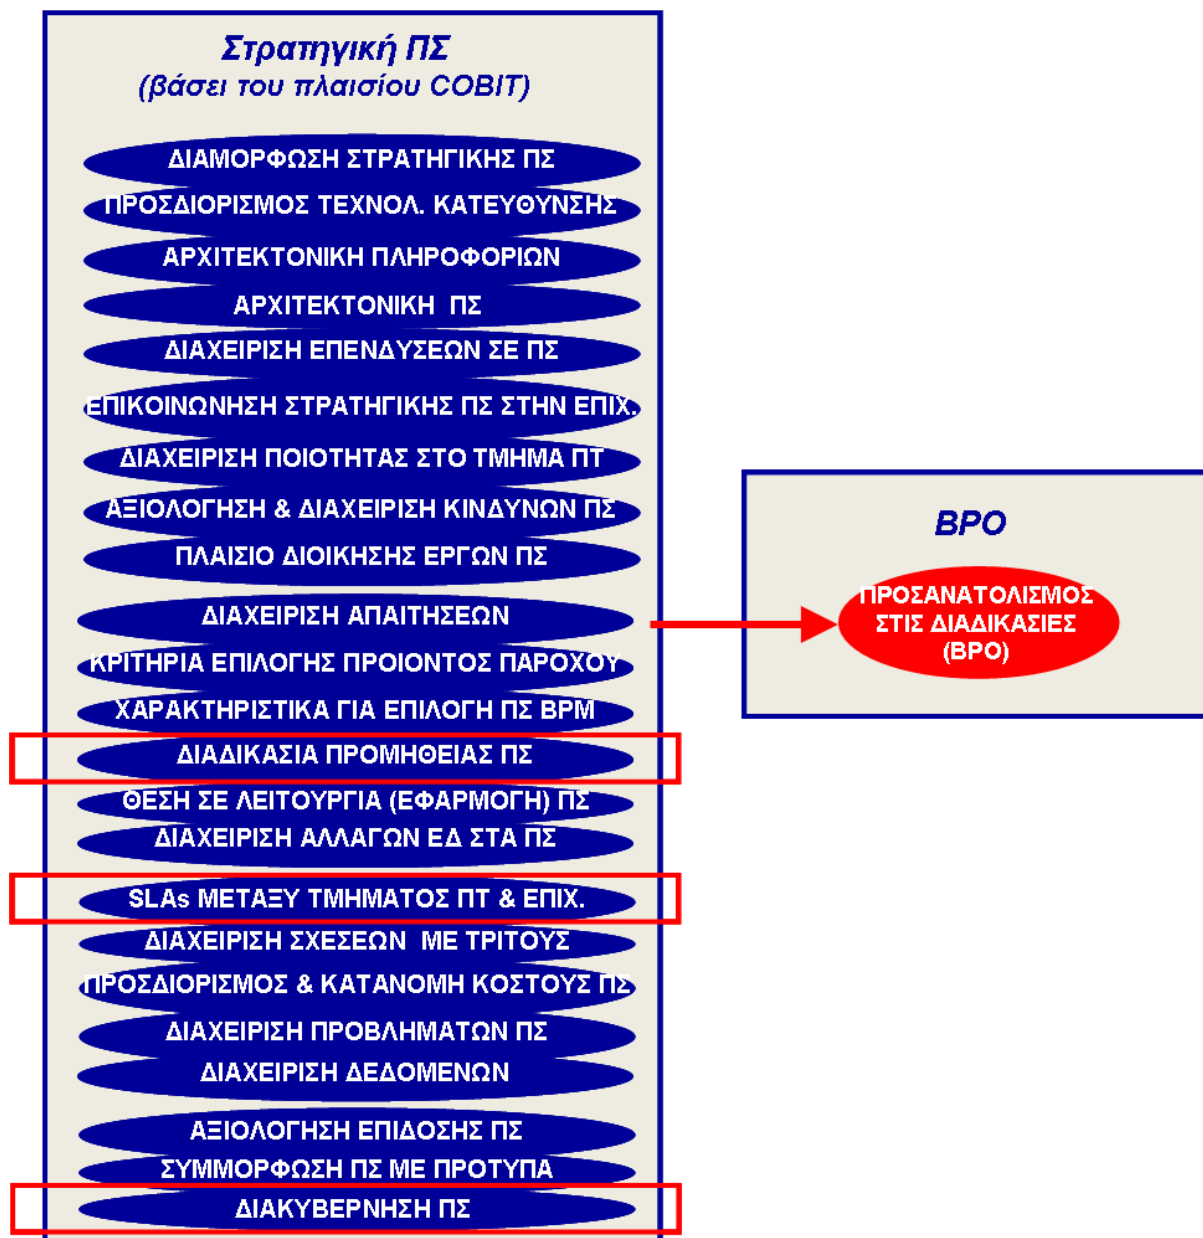 Στρατηγική ΠΣ
(βάσει του πλαισίου COBIT)
ΔΙΑΜΟΡΦΩΣΗ ΣΤΡΑΤΗΓΙΚΗΣ ΠΣ
ΠΡΟΣΔΙΟΡΙΣΜΟΣ ΤΕΧΝΟΛ. ΚΑΤΕΥΘΥΝΣΗΣ
ΑΡΧΙΤΕΚΤΟΝΙΚΗ ΠΛΗΡΟΦΟΡΙΩΝ
ΑΡΧΙΤΕΚΤΟΝΙΚΗ ΠΣ
ΔΙΑΧΕΙΡΙΣΗ ΕΠΕΝΔΥΣΕΩΝ ΣΕ ΠΣ
ΕΠΙΚΟΙΝΩΝΗΣΗ ΣΤΡΑΤΗΓΙΚΗΣ ΠΣ ΣΤΗΝ ΕΠΙΧ.
ΔΙΑΧΕΙΡΙΣΗ ΠΟΙΟΤΗΤΑΣ ΣΤΟ ΤΜΗΜΑ ΠΤ
ΑΞΙΟΛΟΓΗΣΗ & ΔΙΑΧΕΙΡΙΣΗ ΚΙΝΔΥΝΩΝ ΠΣ
ΠΛΑΙΣΙΟ ΔΙΟΙΚΗΣΗΣ ΕΡΓΩΝ ΠΣ
ΔΙΑΧΕΙΡΙΣΗ ΑΠΑΙΤΗΣΕΩΝ
ΚΡΙΤΗΡΙΑ ΕΠΙΛΟΓΗΣ ΠΡΟΙΟΝΤΟΣ ΠΑΡΟΧΟΥ
ΧΑΡΑΚΤΗΡΙΣΤΙΚΑ ΓΙΑ ΕΠΙΛΟΓΗ ΠΣ BPM
ΔΙΑΔΙΚΑΣΙΑ ΠΡΟΜΗΘΕΙΑΣ ΠΣ
ΘΕΣΗ ΣΕ ΛΕΙΤΟΥΡΓΙΑ (ΕΦΑΡΜΟΓΗ) ΠΣ
ΔΙΑΧΕΙΡΙΣΗ ΑΛΛΑΓΩΝ ΕΔ ΣΤΑ ΠΣ
SLAs ΜΕΤΑΞΥ ΤΜΗΜΑΤΟΣ ΠΤ & ΕΠΙΧ.
ΔΙΑΧΕΙΡΙΣΗ ΣΧΕΣΕΩΝ ΜΕ ΤΡΙΤΟΥΣ
ΠΡΟΣΔΙΟΡΙΣΜΟΣ & ΚΑΤΑΝΟΜΗ ΚΟΣΤΟΥΣ ΠΣ
ΔΙΑΧΕΙΡΙΣΗ ΠΡΟΒΛΗΜΑΤΩΝ ΠΣ
ΔΙΑΧΕΙΡΙΣΗ ΔΕΔΟΜΕΝΩΝ
ΑΞΙΟΛΟΓΗΣΗ ΕΠΙΔΟΣΗΣ ΠΣ
ΣΥΜΜΟΡΦΩΣΗ ΠΣ ΜΕ ΠΡΟΤΥΠΑ
ΔΙΑΚΥΒΕΡΝΗΣΗ ΠΣ
BPO
ΠΡΟΣΑΝΑΤΟΛΙΣΜΟΣ
ΣΤΙΣ ΔΙΑΔΙΚΑΣΙΕΣ
(BPO)